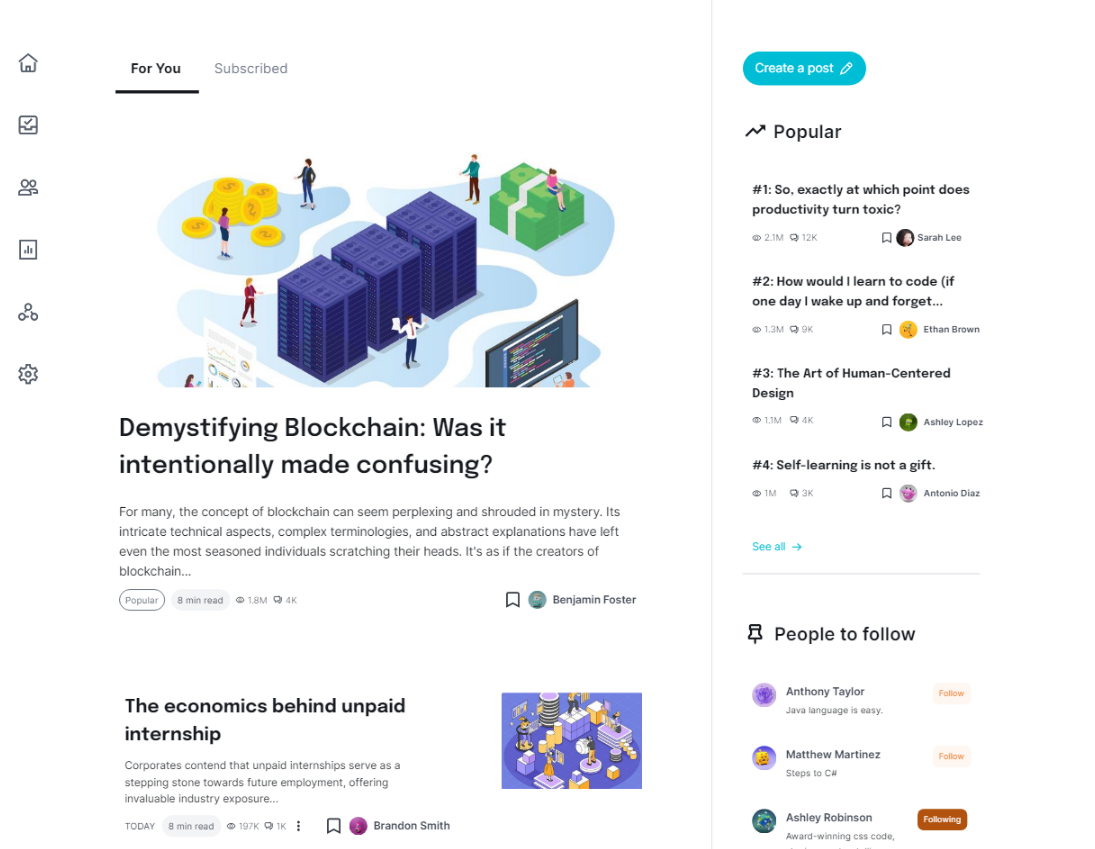 For You
Subscribed
Demystifying Blockchain: Was it
intentionally made confusing?
For many, the concept of blockchain can seem perplexing and shrouded in mystery. Its
intricate technical aspects, complex terminologies, and abstract explanations have left
even the most seasoned individuals scratching their heads. It's as if the creators of
blockchain...
Popular
8 min read
1.8M
4K
Benjamin Foster
The economics behind unpaid
internship
Corporates contend that unpaid internships serve as a
stepping stone towards future employment, offering
invaluable industry exposure...
TODAY
8 min read
197K
1K
Brandon Smith
Create a post
Popular
#1: So, exactly at which point does
productivity turn toxic?
2.1M
12K
Sarah Lee
#2: How would I learn to code (if
one day I wake up and forget...
1.3M
9K
Ethan Brown
#3: The Art of Human-Centered
Design
1.1M
4K
Ashley Lopez
#4: Self-learning is not a gift.
1M
3K
Antonio Diaz
See all →
People to follow
Anthony Taylor
Java language is easy.
Follow
Matthew Martinez
Steps to C#
Follow
Ashley Robinson
Award-winning css code,
Following